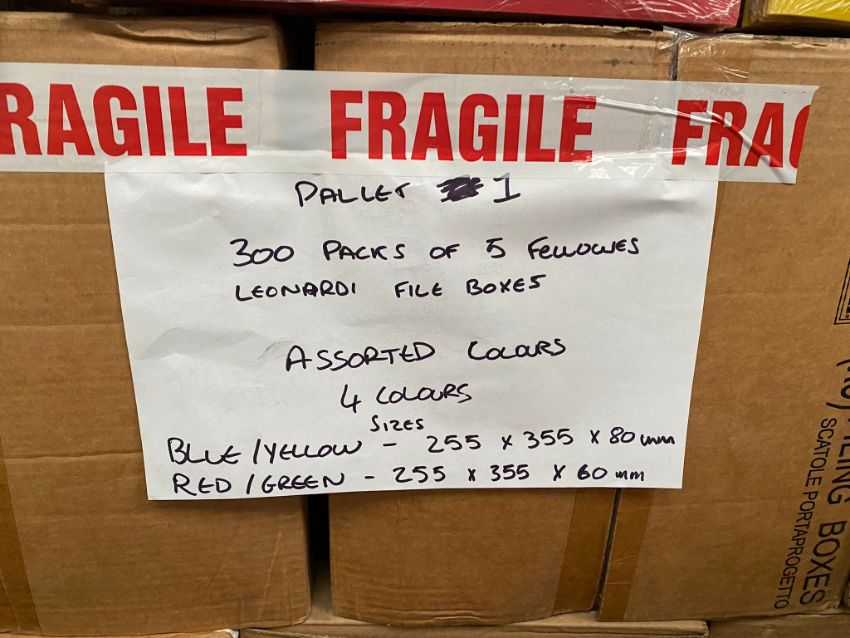 RAGILE FRAGILE FRAG
PALLET 1
300 PACKS OF 5 FELLOWES
LEONARDI FILE BOXES
ASSORTED COLOURS
4 COLOURS
SIZES
BLUE/YELLOW - 255 x 355 x 80mm
RED/GREEN - 255 x 355 x 60mm
FILING BOXES
SCATOLE PORTAPROGETTO